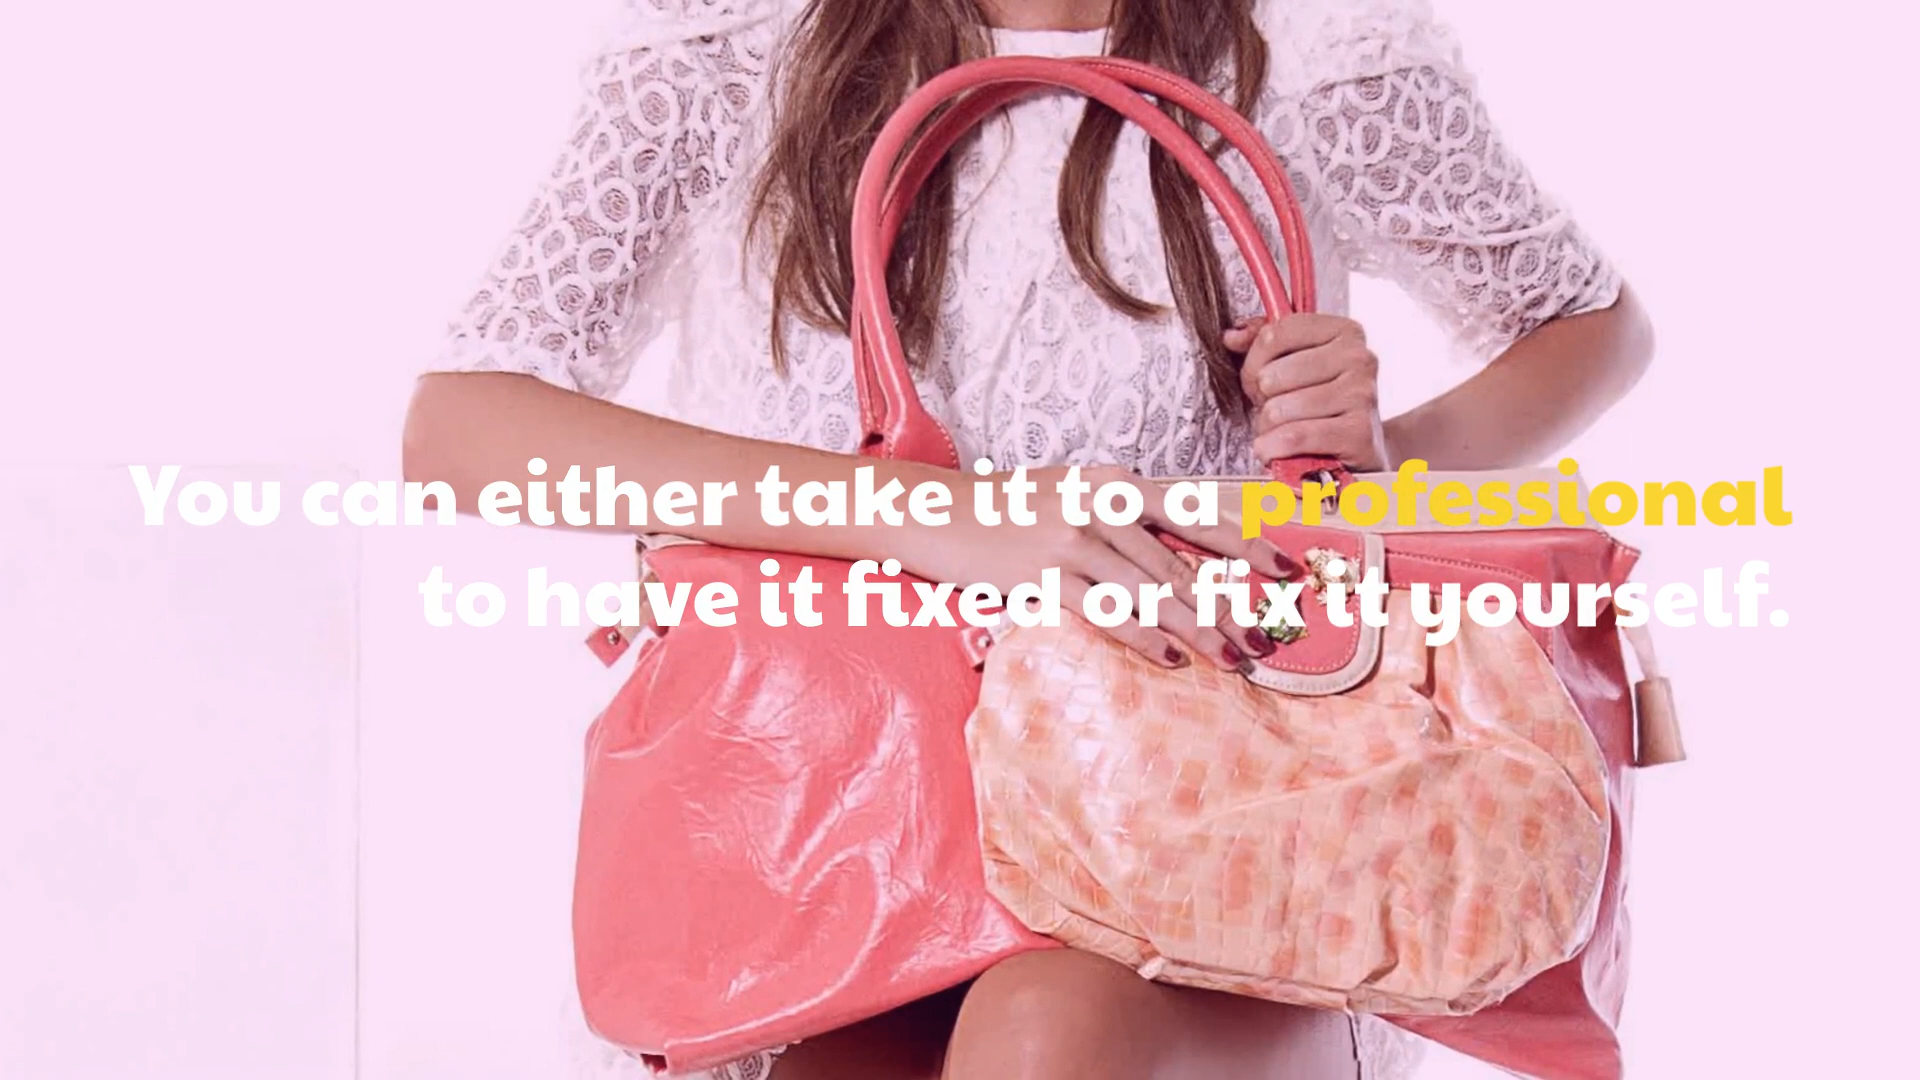 You can either take it to a professional
to have it fixed or fix it yourself.